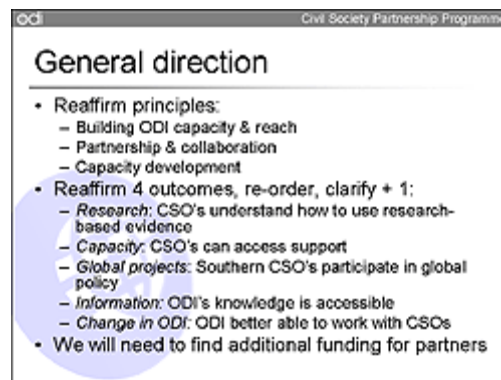 odi Civil Society Partnership Programme
General direction
• Reaffirm principles:
– Building ODI capacity & reach
– Partnership & collaboration
– Capacity development
• Reaffirm 4 outcomes, re-order, clarify + 1:
– Research: CSO's understand how to use research-
based evidence
– Capacity: CSO's can access support
– Global projects: Southern CSO's participate in global
policy
– Information: ODI's knowledge is accessible
– Change in ODI: ODI better able to work with CSOs
• We will need to find additional funding for partners